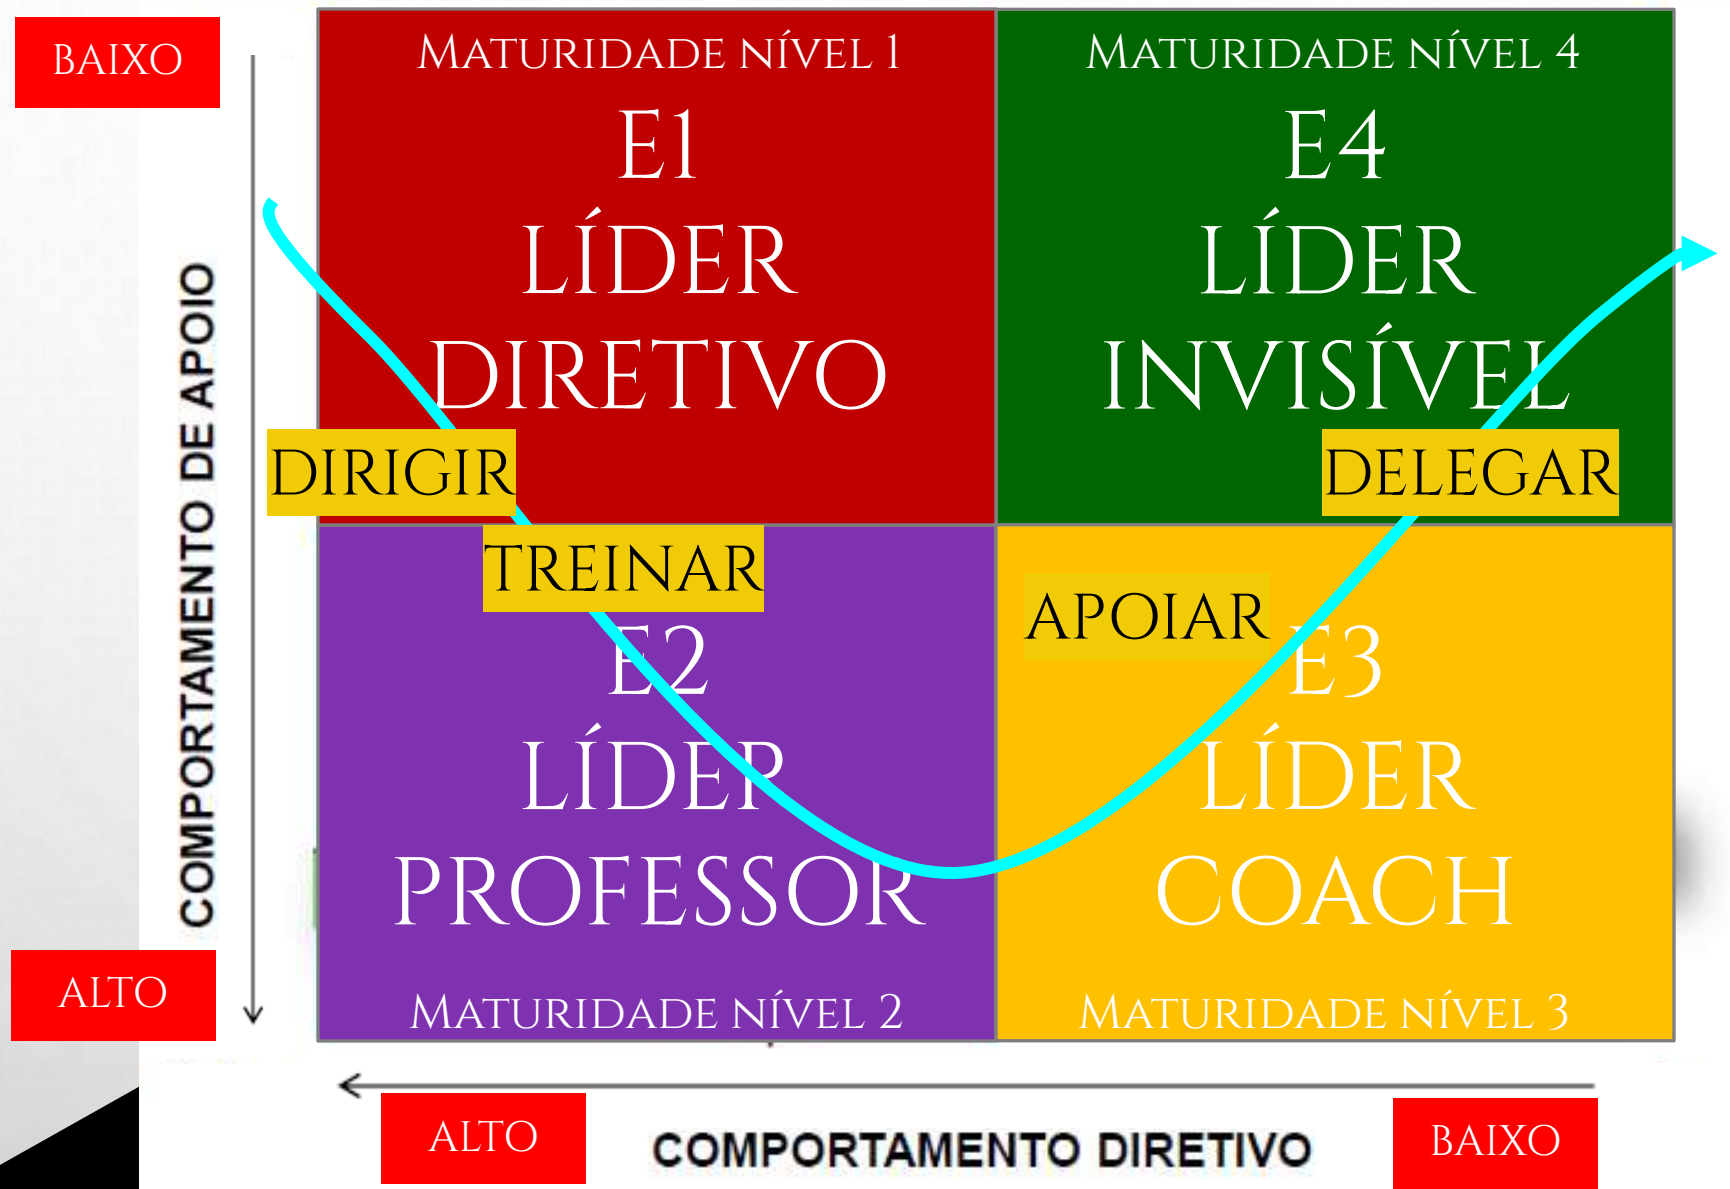 BAIXO
COMPORTAMENTO DE APOIO
ALTO
MATURIDADE NÍVEL 1
E1
LÍDER
DIRETIVO
DIRIGIR
MATURIDADE NÍVEL 4
E4
LÍDER
INVISÍVEL
DELEGAR
TREINAR
E2
LÍDER
PROFESSOR
MATURIDADE NÍVEL 2
APOIAR
E3
LÍDER
COACH
MATURIDADE NÍVEL 3
ALTO
COMPORTAMENTO DIRETIVO
BAIXO